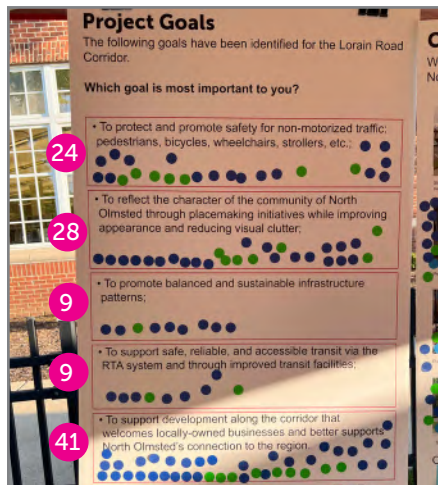 Project Goals
The following goals have been identified for the Lorain Road
Corridor.
Which goal is most important to you?
24
• To protect and promote safety for non-motorized traffic:
pedestrians, bicycles, wheelchairs, strollers, etc.;
28
• To reflect the character of the community of North
Olmsted through placemaking initiatives while improving
appearance and reducing visual clutter;
9
• To promote balanced and sustainable infrastructure
patterns;
9
• To support safe, reliable, and accessible transit via the
RTA system and through improved transit facilities;
41
• To support development along the corridor that
welcomes locally-owned businesses and better supports
North Olmsted's connection to the region.